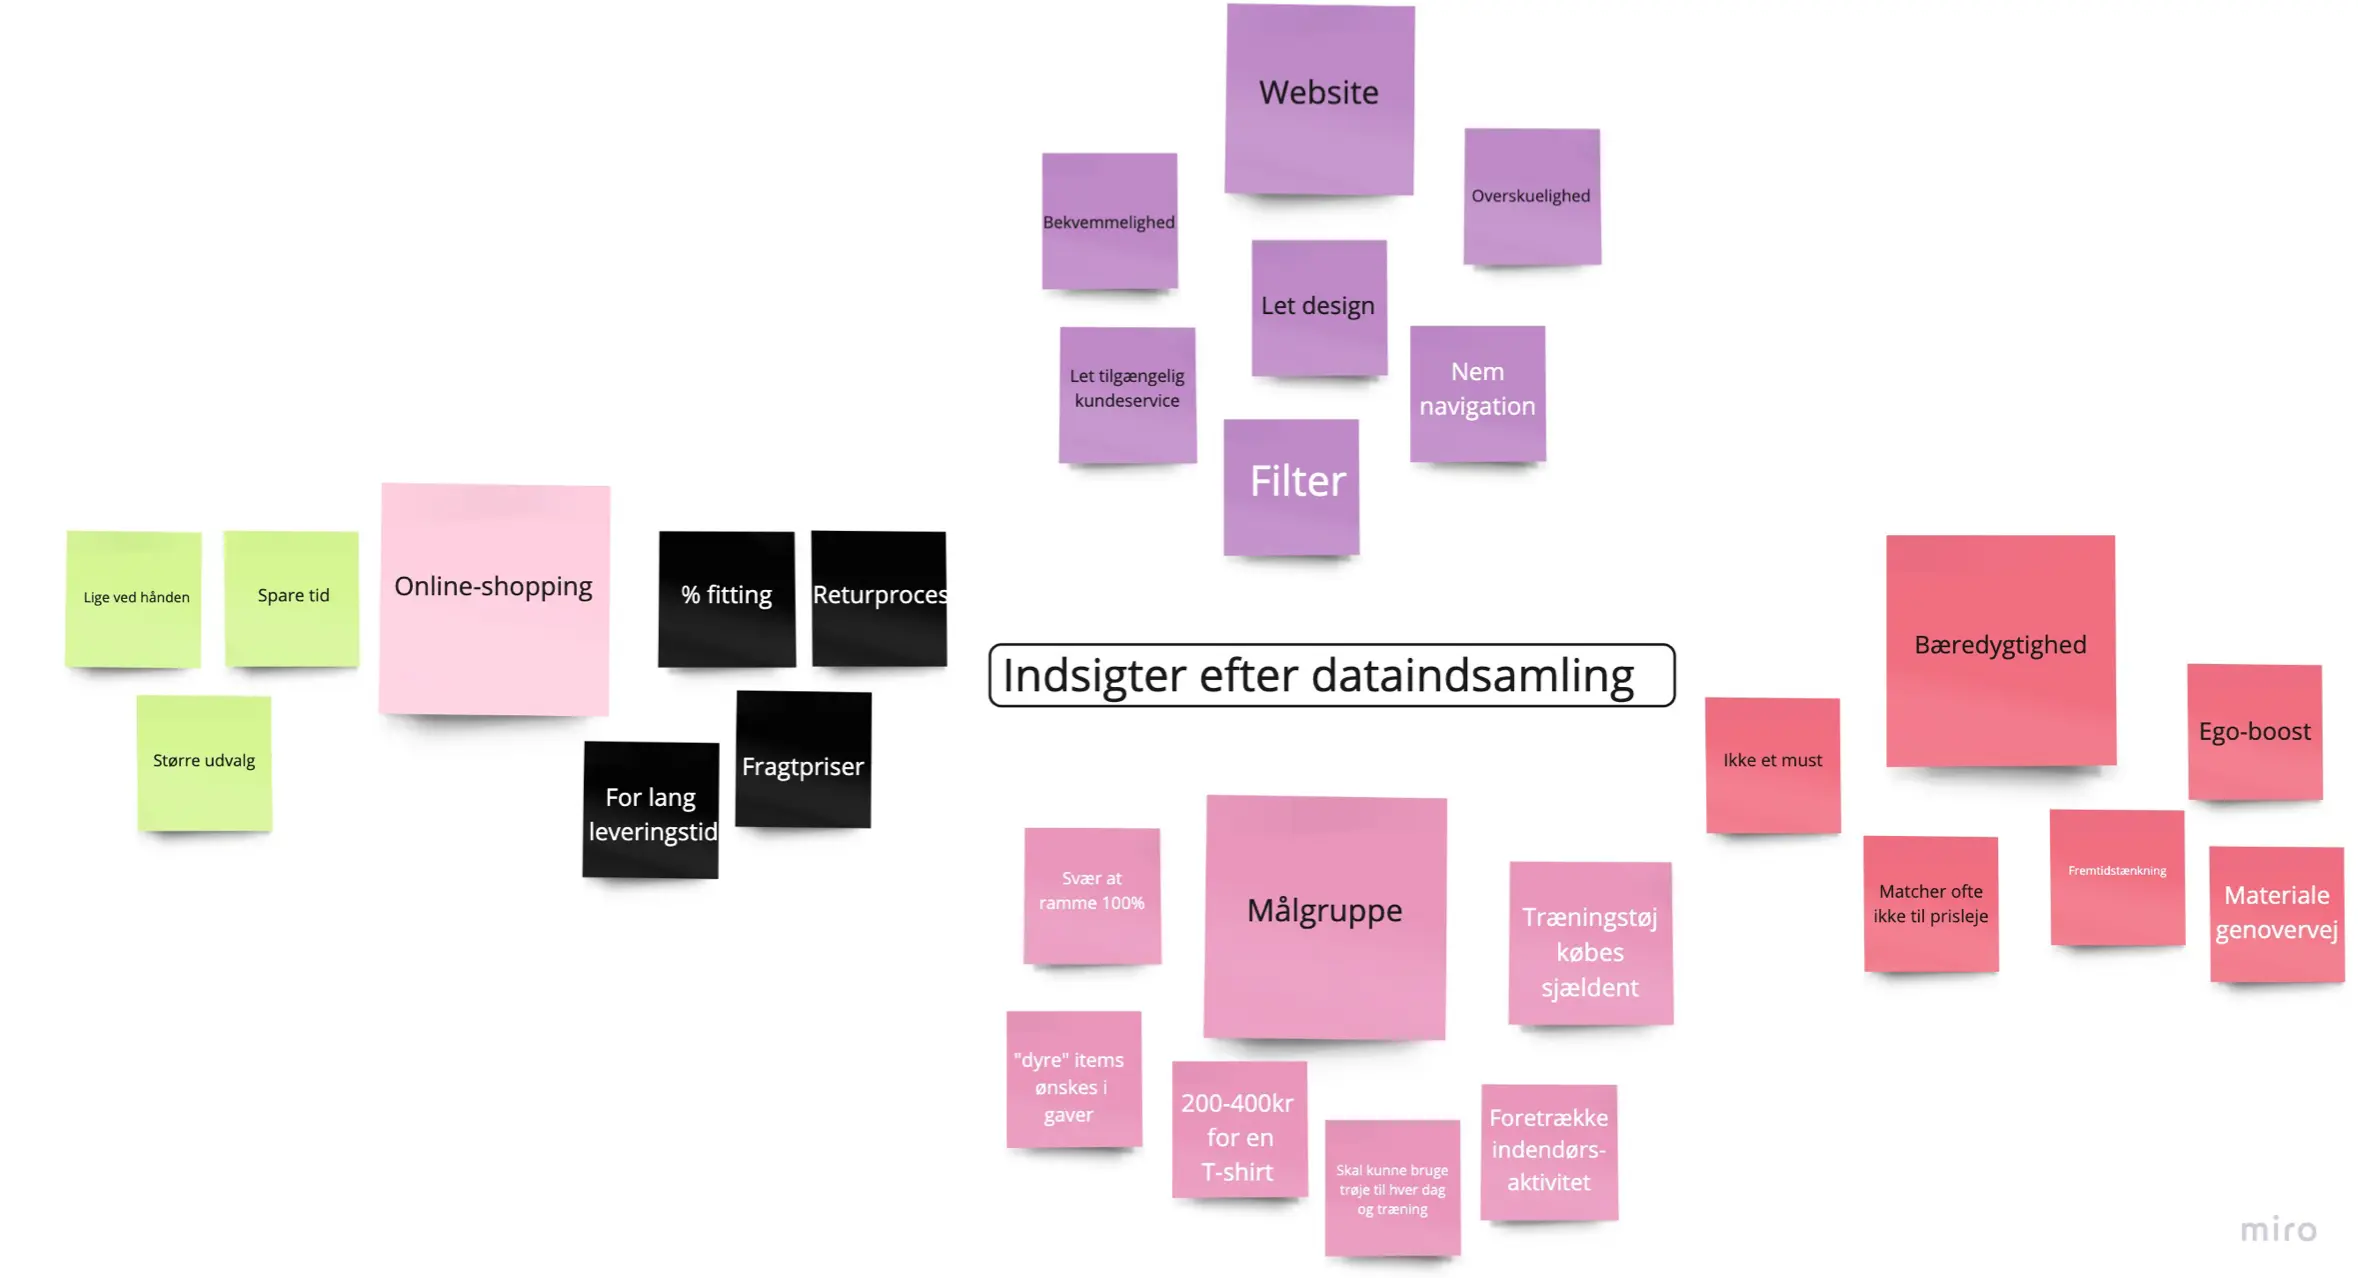 Website
Bekvemmelighed
Overskuelighed
Let design
Let tilgængelig
kundeservice
Nem
navigation
Filter
Online-shopping
Lige ved hånden
Spare tid
Større udvalg
% fitting
Returproces
For lang
leveringstid
Fragtpriser
Indsigter efter dataindsamling
Bæredygtighed
Ikke et must
Ego-boost
Matcher ofte
ikke til prisleje
Fremtidstænkning
Materiale
genovervej
Målgruppe
Svær at
ramme 100%
Træningstøj
købes
sjældent
"dyre" items
ønskes i
gaver
200-400kr
for en
T-shirt
Skal kunne bruge
trøje til hver dag
og træning
Foretrække
indendørs-
aktivitet
miro